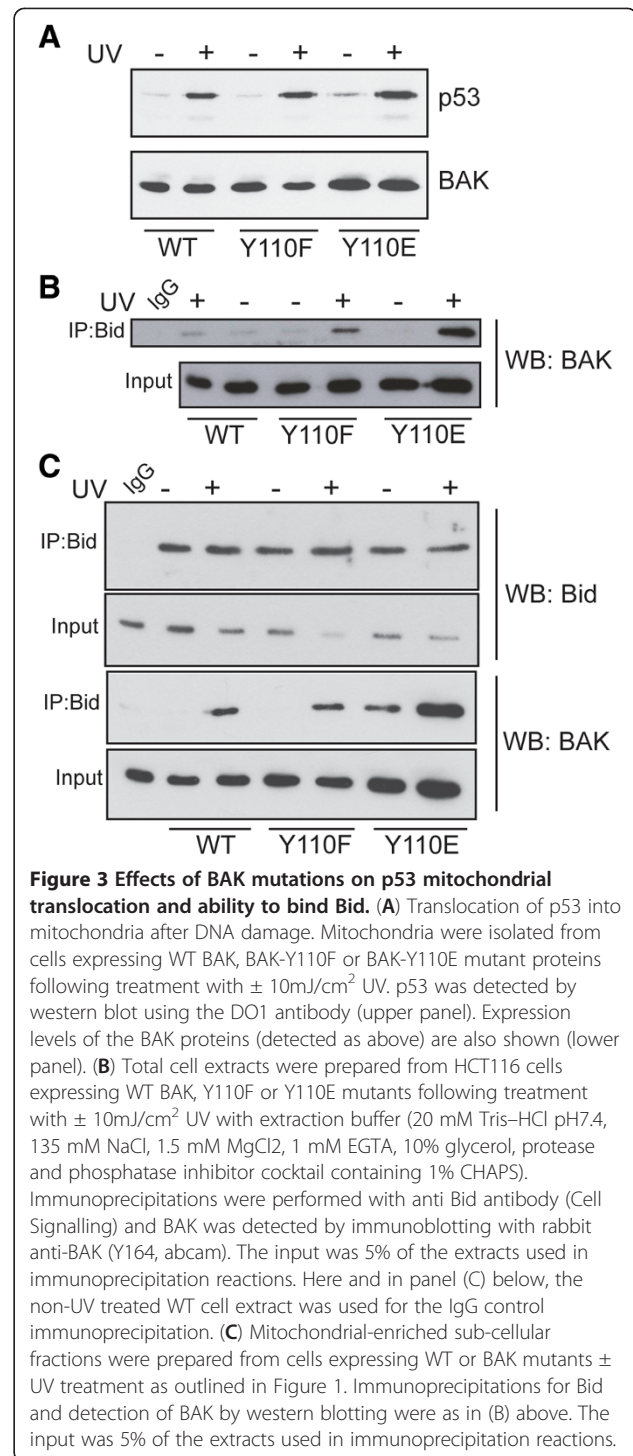 A
UV - + - + - +
p53
BAK
WT Y110F Y110E
B
UV IgG + - - + - +
IP:Bid
WB: BAK
Input
WT Y110F Y110E
C
UV IgG - + - + - +
IP:Bid
WB: Bid
Input
IP:Bid
WB: BAK
Input
WT Y110F Y110E
Figure 3 Effects of BAK mutations on p53 mitochondrial
translocation and ability to bind Bid. (A) Translocation of p53 into
mitochondria after DNA damage. Mitochondria were isolated from
cells expressing WT BAK, BAK-Y110F or BAK-Y110E mutant proteins
following treatment with ± 10mJ/cm² UV. p53 was detected by
western blot using the DO1 antibody (upper panel). Expression
levels of the BAK proteins (detected as above) are also shown (lower
panel). (B) Total cell extracts were prepared from HCT116 cells
expressing WT BAK, Y110F or Y110E mutants following treatment
with ± 10mJ/cm² UV with extraction buffer (20 mM Tris–HCl pH7.4,
135 mM NaCl, 1.5 mM MgCl2, 1 mM EGTA, 10% glycerol, protease
and phosphatase inhibitor cocktail containing 1% CHAPS).
Immunoprecipitations were performed with anti Bid antibody (Cell
Signalling) and BAK was detected by immunoblotting with rabbit
anti-BAK (Y164, abcam). The input was 5% of the extracts used in
immunoprecipitation reactions. Here and in panel (C) below, the
non-UV treated WT cell extract was used for the IgG control
immunoprecipitation. (C) Mitochondrial-enriched sub-cellular
fractions were prepared from cells expressing WT or BAK mutants ±
UV treatment as outlined in Figure 1. Immunoprecipitations for Bid
and detection of BAK by western blotting were as in (B) above. The
input was 5% of the extracts used in immunoprecipitation reactions.